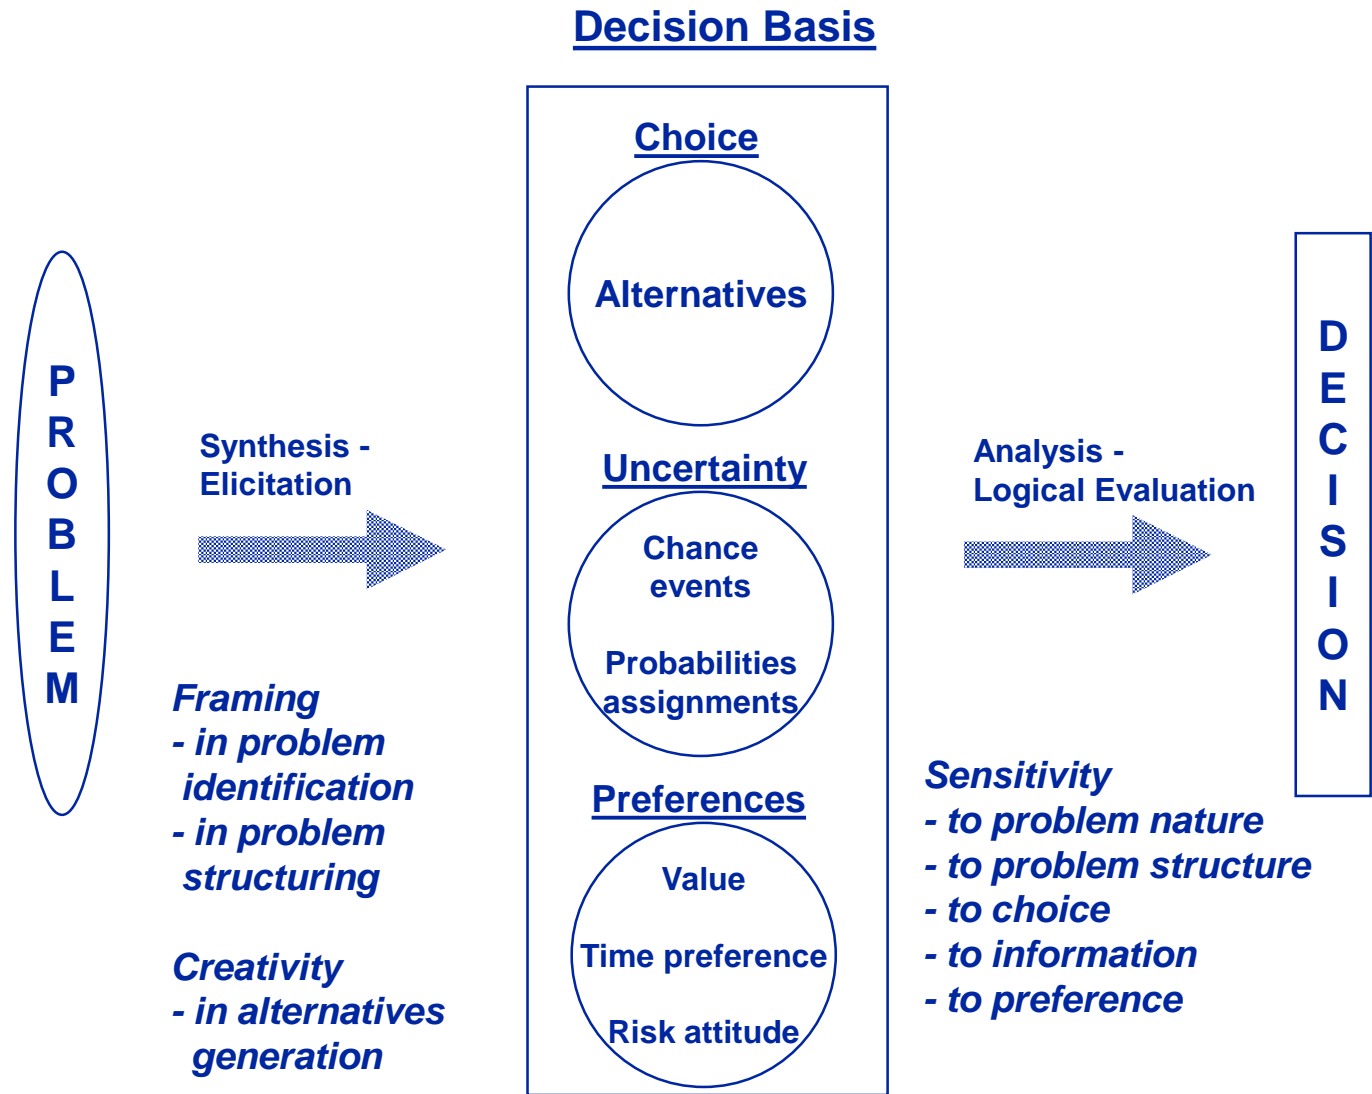 Decision Basis
PROBLEM
Synthesis -
Elicitation
Framing
- in problem
identification
- in problem
structuring
Creativity
- in alternatives
generation
Choice
Alternatives
Uncertainty
Chance
events
Probabilities
assignments
Preferences
Value
Time preference
Risk attitude
Analysis -
Logical Evaluation
Sensitivity
- to problem nature
- to problem structure
- to choice
- to information
- to preference
DECISION